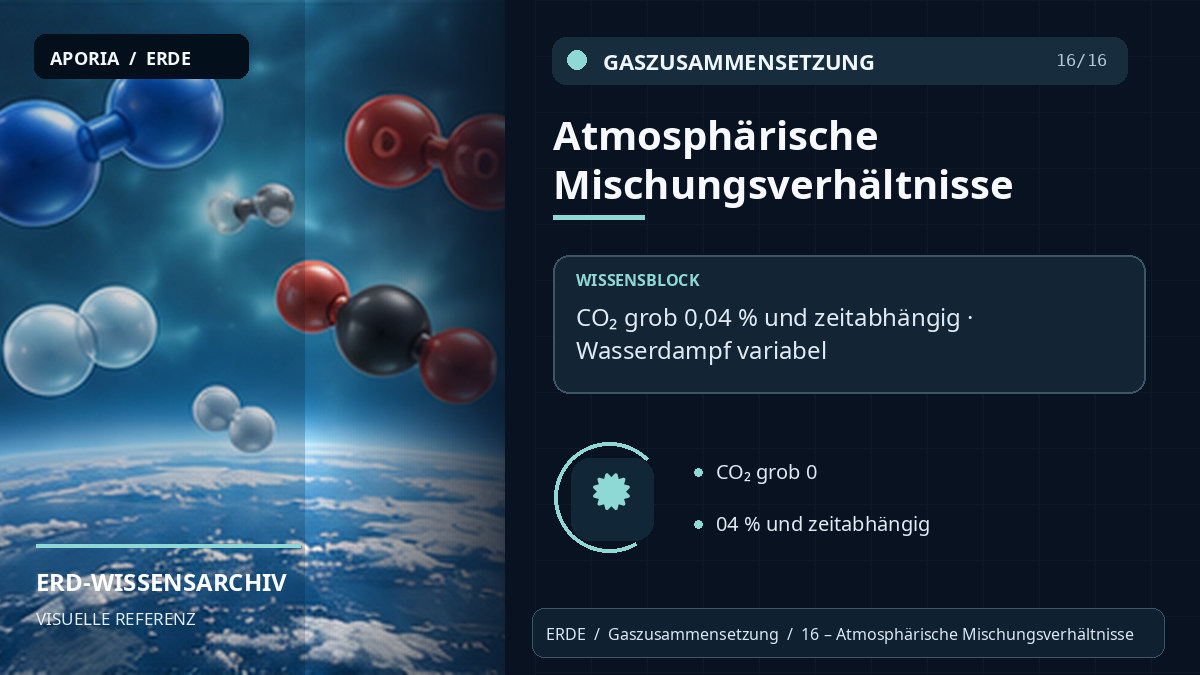 APORIA / ERDE
ERD-WISSENSARCHIV
VISUELLE REFERENZ
GASZUSAMMENSETZUNG
16/16
Atmosphärische
Mischungsverhältnisse
WISSENSBLOCK
CO₂ grob 0,04 % und zeitabhängig ·
Wasserdampf variabel
CO₂ grob 0
04 % und zeitabhängig
ERDE / Gaszusammensetzung / 16 – Atmosphärische Mischungsverhältnisse